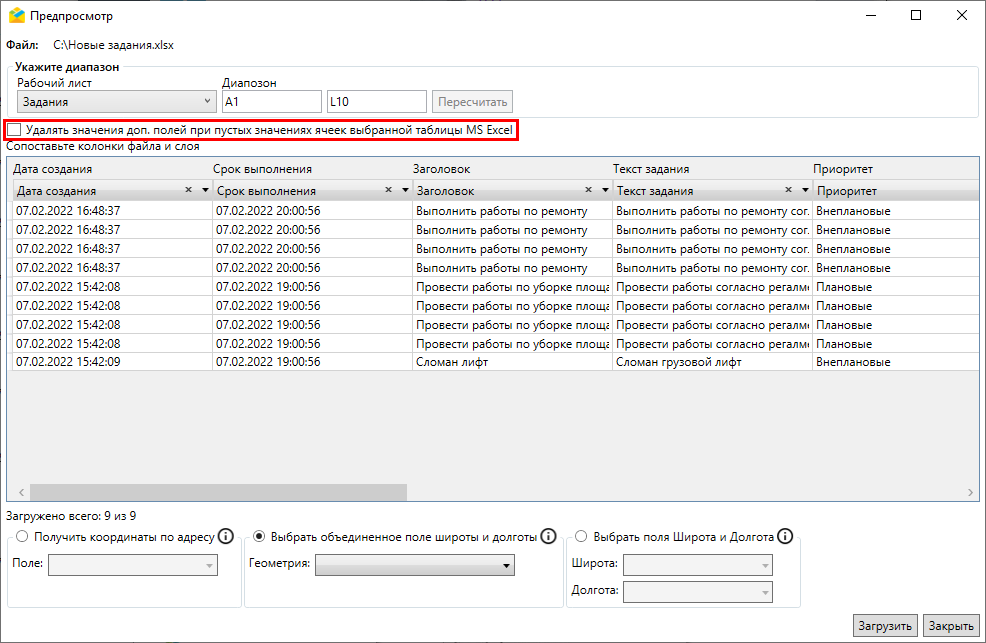 Предпросмотр
Файл: C:\Новые задания.xlsx
Укажите диапазон
Рабочий лист Диапозон
Задания A1 L10 Пересчитать
Удалять значения доп. полей при пустых значениях ячеек выбранной таблицы MS Excel
Сопоставьте колонки файла и слоя
Дата создания Срок выполнения Заголовок Текст задания Приоритет
Дата создания Срок выполнения Заголовок Текст задания Приоритет
07.02.2022 16:48:37 07.02.2022 20:00:56 Выполнить работы по ремонту Выполнить работы по ремонту сог. Внеплановые
07.02.2022 16:48:37 07.02.2022 20:00:56 Выполнить работы по ремонту Выполнить работы по ремонту сог. Внеплановые
07.02.2022 16:48:37 07.02.2022 20:00:56 Выполнить работы по ремонту Выполнить работы по ремонту сог. Внеплановые
07.02.2022 16:48:37 07.02.2022 20:00:56 Выполнить работы по ремонту Выполнить работы по ремонту сог. Внеплановые
07.02.2022 15:42:08 07.02.2022 19:00:56 Провести работы по уборке площа Провести работы согласно регалме Плановые
07.02.2022 15:42:08 07.02.2022 19:00:56 Провести работы по уборке площа Провести работы согласно регалме Плановые
07.02.2022 15:42:08 07.02.2022 19:00:56 Провести работы по уборке площа Провести работы согласно регалме Плановые
07.02.2022 15:42:08 07.02.2022 19:00:56 Провести работы по уборке площа Провести работы согласно регалме Плановые
07.02.2022 15:42:09 07.02.2022 19:00:56 Сломан лифт Сломан грузовой лифт Внеплановые
Загружено всего: 9 из 9
Получить координаты по адресу Выбрать объединенное поле широты и долготы Выбрать поля Широта и Долгота
Поле: Геометрия: Широта:
Долгота:
Загрузить Закрыть